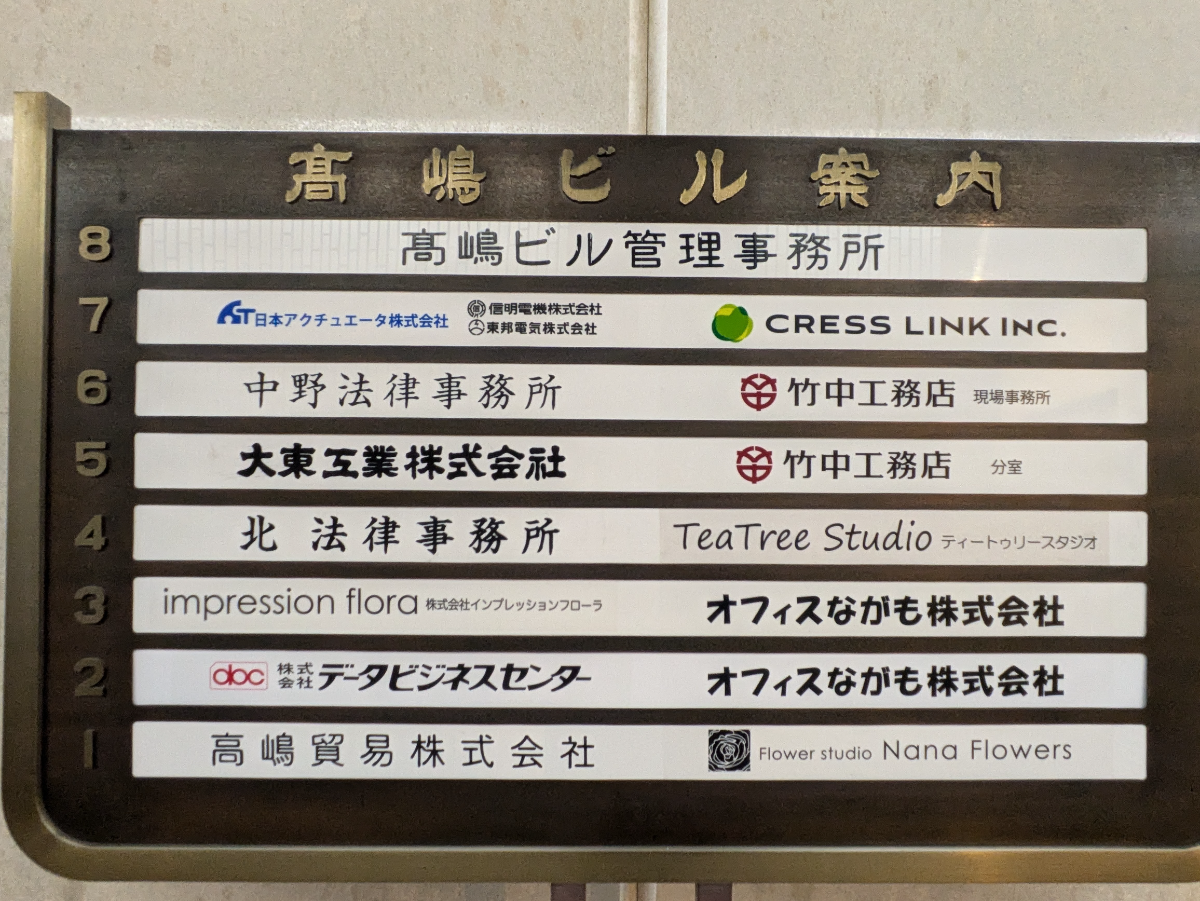 髙嶋ビル案内
8 髙嶋ビル管理事務所
7 AT日本アクチュエータ株式会社 信明電機株式会社 CRESS LINK INC.
東邦電気株式会社
6 中野法律事務所 竹中工務店 現場事務所
5 大東工業株式会社 竹中工務店 分室
4 北 法律事務所 TeaTree Studio ティートゥリースタジオ
3 impression flora 株式会社インプレッションフローラ オフィスながも株式会社
2 dbc 株式会社 データビジネスセンター オフィスながも株式会社
1 高嶋貿易株式会社 Flower studio Nana Flowers